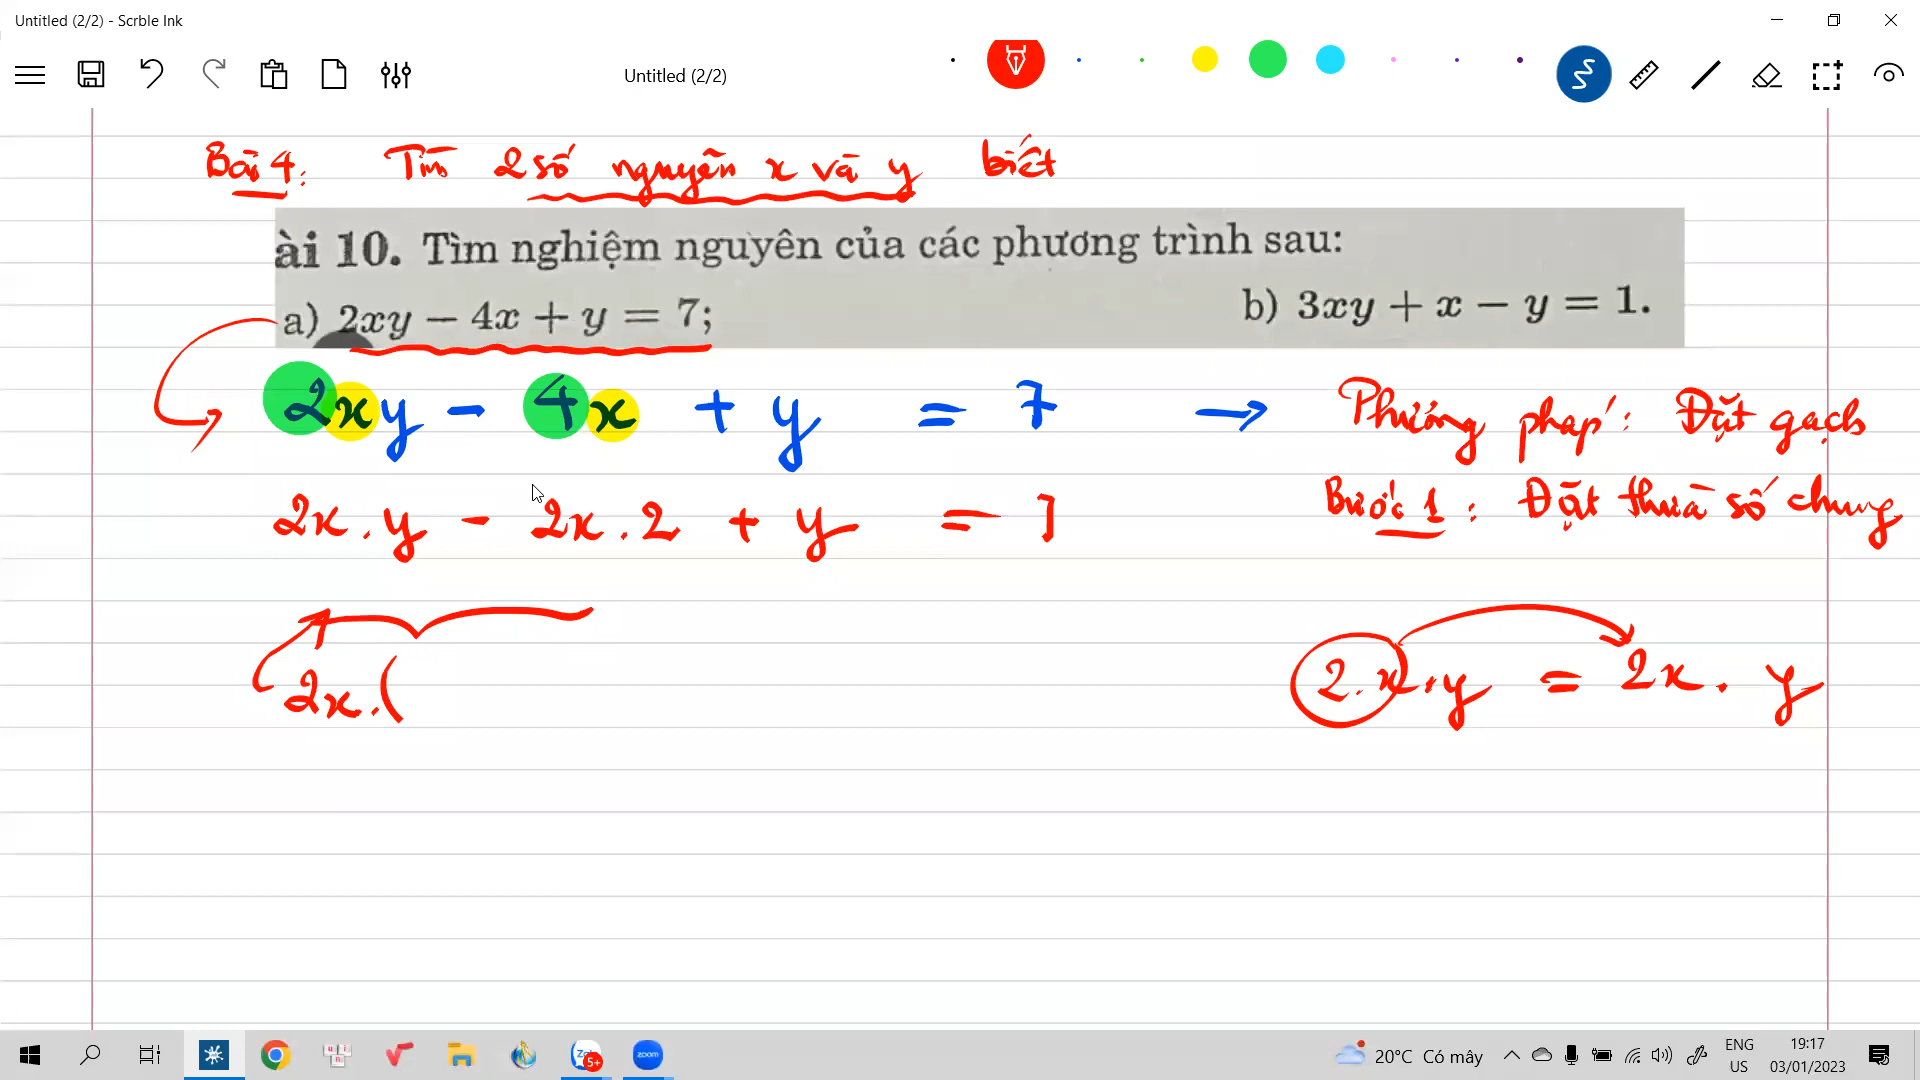 Untitled (2/2) - Scrble Ink
Untitled (2/2)
Bài 4: Tìm 2 số nguyên x và y biết
ài 10. Tìm nghiệm nguyên của các phương trình sau:
a) 2xy - 4x + y = 7; b) 3xy + x - y = 1.
2xy - 4x + y = 7 → Phương pháp: Đặt gạch
2x.y - 2x.2 + y = 7 Bước 1: Đặt thừa số chung
2x.( 2.x.y = 2x. y
Zalo 5+
zoom
20°C Có mây
ENG
US
19:17
03/01/2023